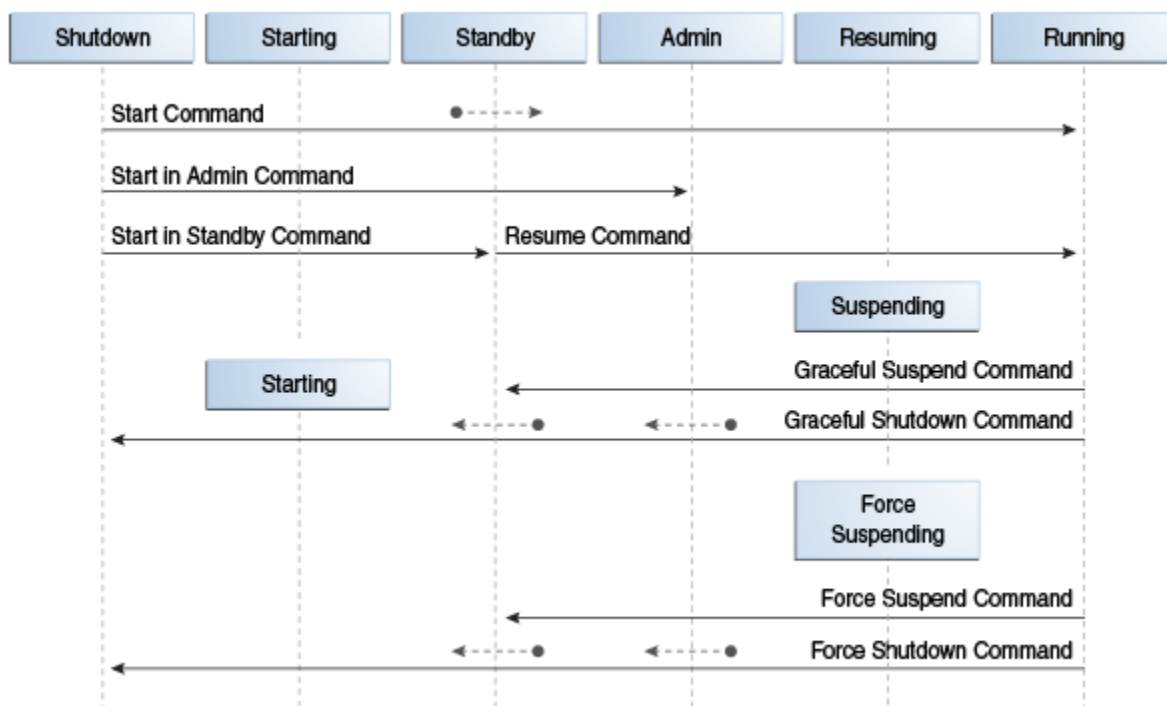 Shutdown
Starting
Standby
Admin
Resuming
Running
Start Command
Start in Admin Command
Start in Standby Command
Resume Command
Suspending
Graceful Suspend Command
Starting
Graceful Shutdown Command
Force
Suspending
Force Suspend Command
Force Shutdown Command